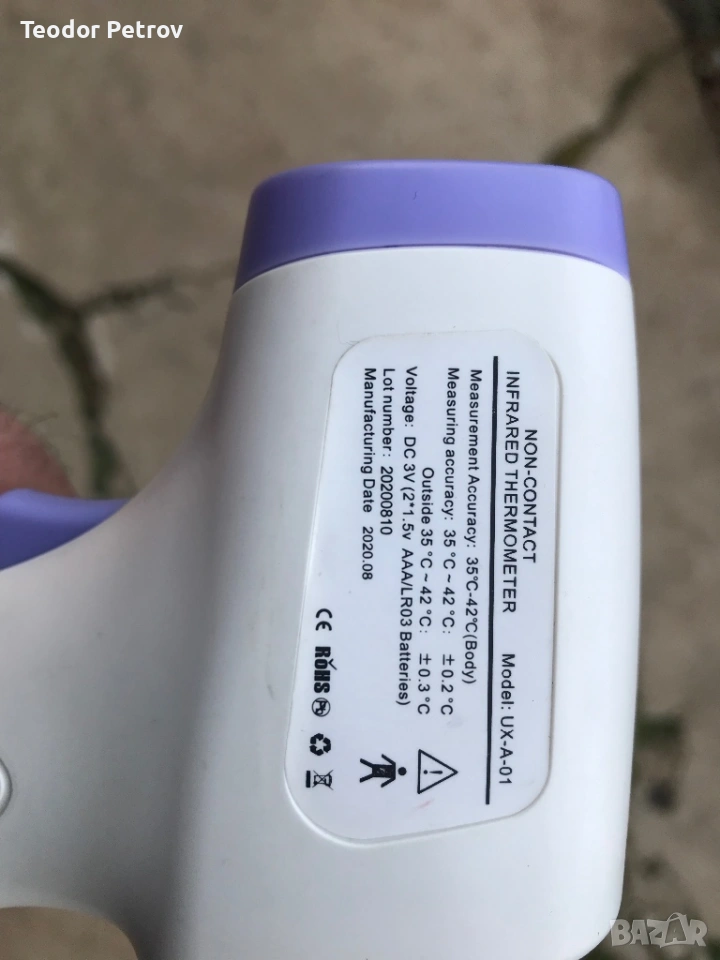 Teodor Petrov
NON-CONTACT
INFRARED THERMOMETER Model: UX-A-01
Measurement Accuracy: 35℃-42℃(Body)
Measuring accuracy: 35 °C ~ 42 °C: ±0.2 °C
Outside 35 °C ~ 42 °C: ±0.3 °C
Voltage: DC 3V(2*1.5v AAA/LR03 Batteries)
Lot number: 20200810
Manufacturing Date 2020.08
CE RoHS Pb
BAZAR